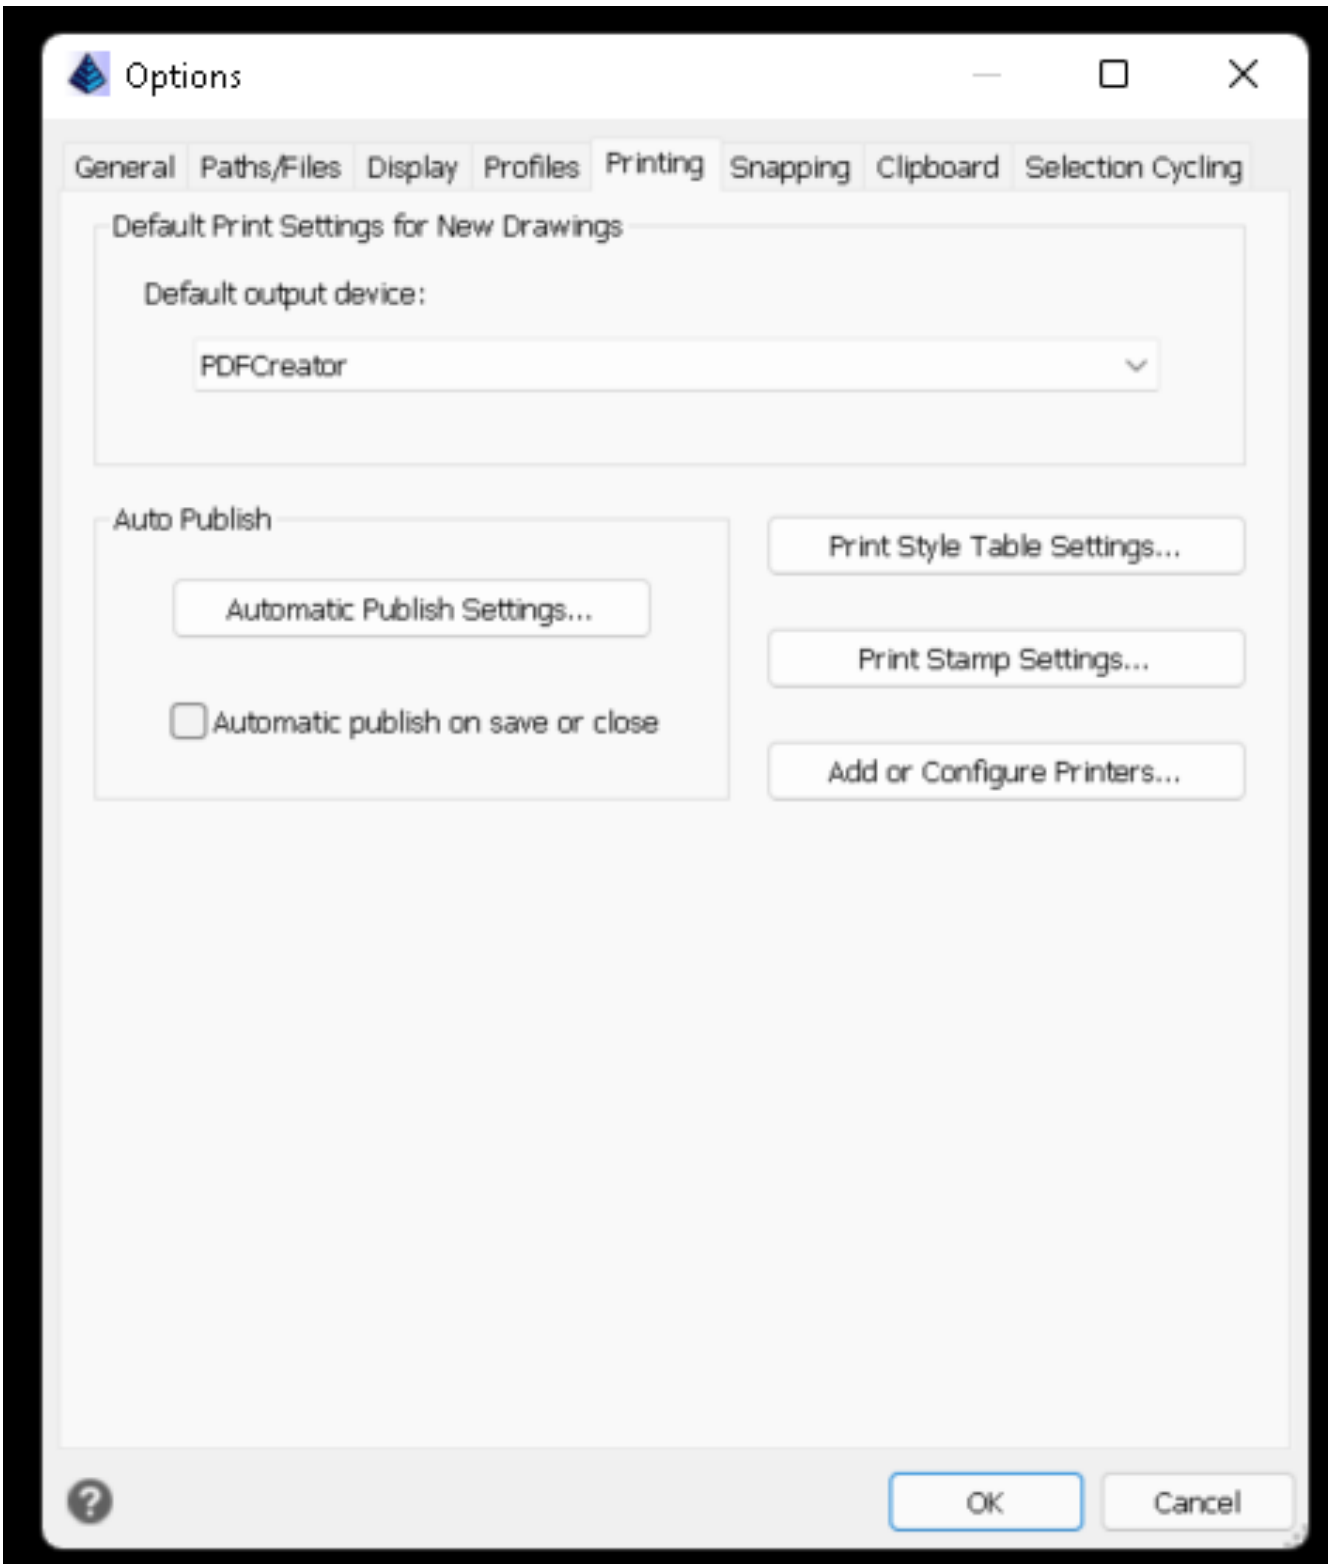 Options
General Paths/Files Display Profiles Printing Snapping Clipboard Selection Cycling
Default Print Settings for New Drawings
Default output device:
PDFCreator
Auto Publish
Automatic Publish Settings...
Automatic publish on save or close
Print Style Table Settings...
Print Stamp Settings...
Add or Configure Printers...
?
OK Cancel